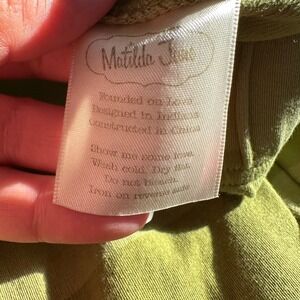 Matilda Jane
Founded on Love
Designed in Indiana
Constructed in China
Show me some love.
Wash cold. Dry flat.
Do not bleach.
Iron on reverse side